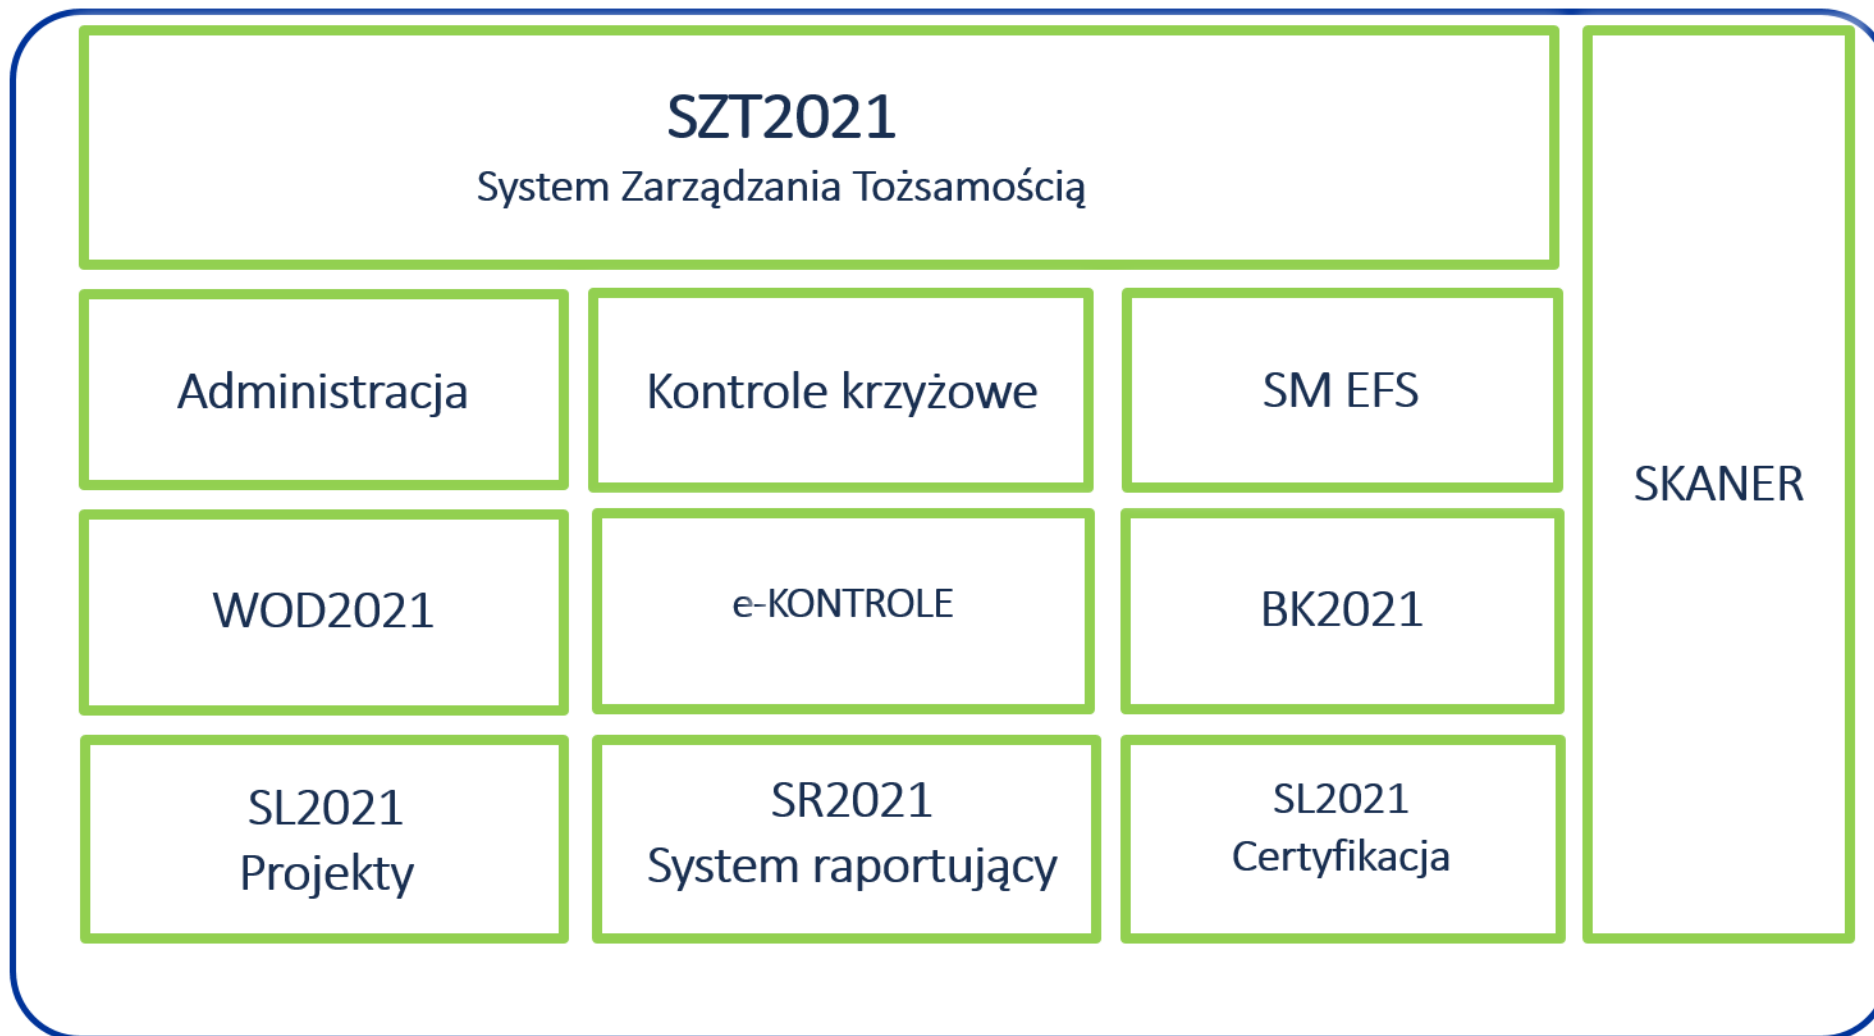 SZT2021
System Zarządzania Tożsamością
Administracja
Kontrole krzyżowe
SM EFS
SKANER
WOD2021
e-KONTROLE
BK2021
SL2021
Projekty
SR2021
System raportujący
SL2021
Certyfikacja